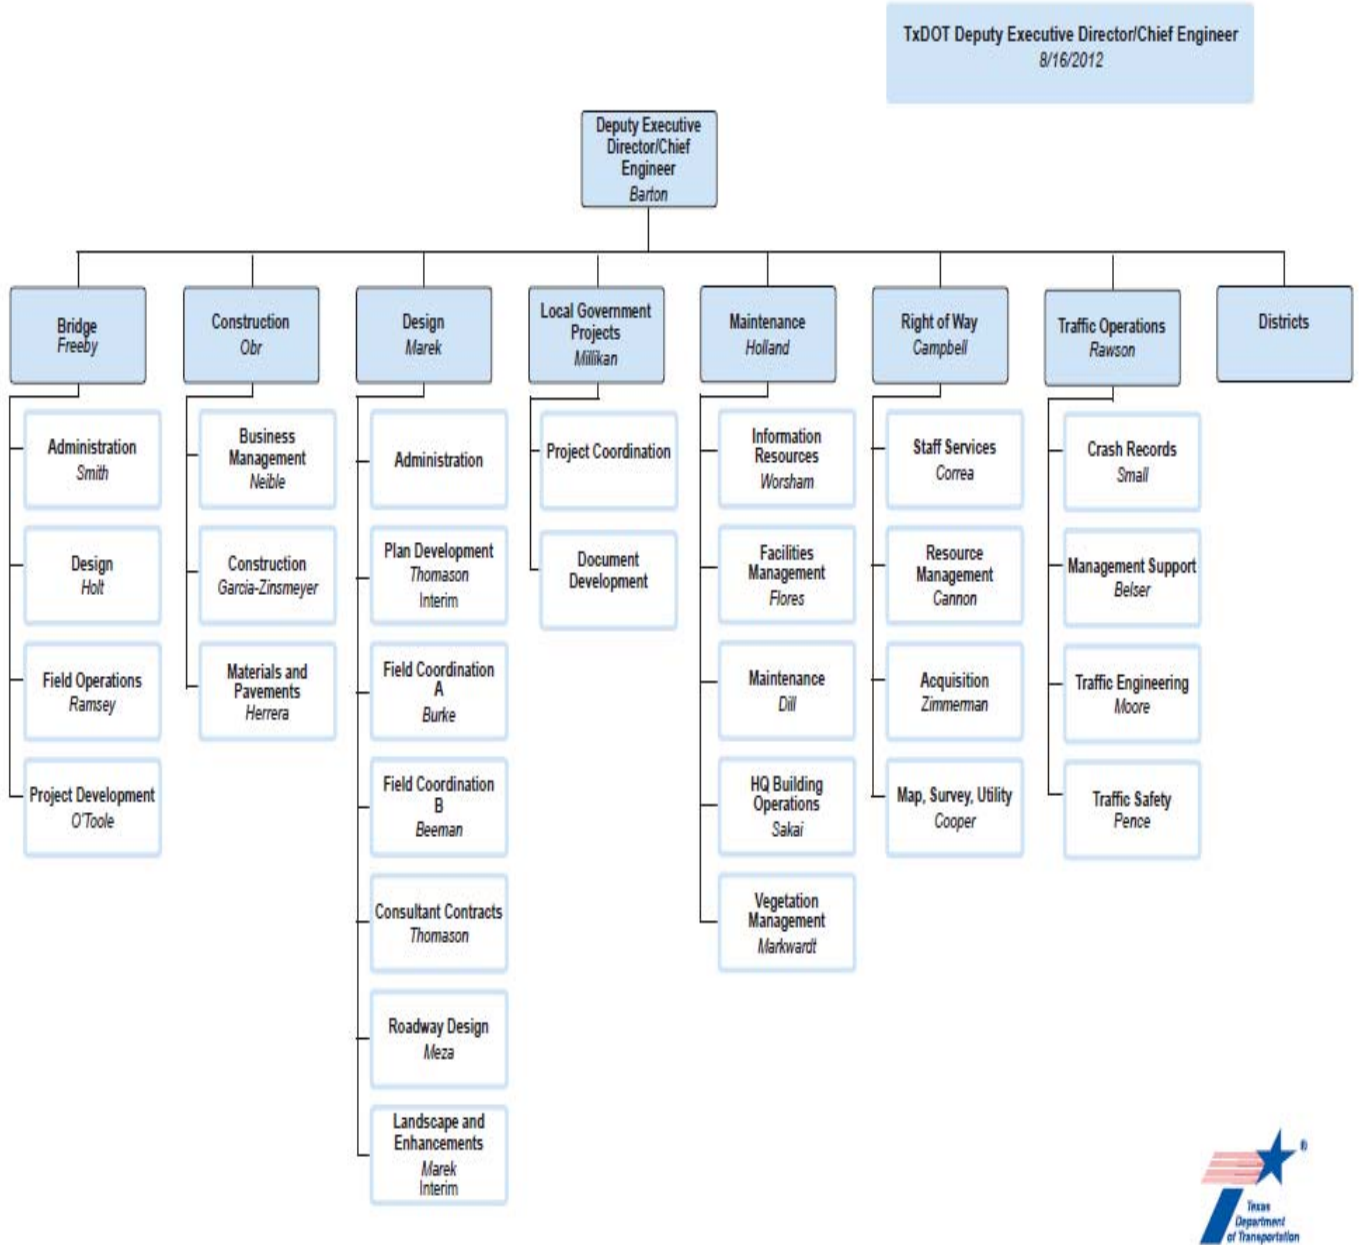 TxDOT Deputy Executive Director/Chief Engineer
8/16/2012
Deputy Executive
Director/Chief
Engineer
Barton
Bridge
Freeby
Administration
Smith
Design
Holt
Field Operations
Ramsey
Project Development
O'Toole
Construction
Obr
Business
Management
Neible
Construction
Garcia-Zinsmeyer
Materials and
Pavements
Herrera
Design
Marek
Administration
Plan Development
Thomason
Interim
Field Coordination
A
Burke
Field Coordination
B
Beeman
Consultant Contracts
Thomason
Roadway Design
Meza
Landscape and
Enhancements
Marek
Interim
Local Government
Projects
Millikan
Project Coordination
Document
Development
Maintenance
Holland
Information
Resources
Worsham
Facilities
Management
Flores
Maintenance
Dill
HQ Building
Operations
Sakai
Vegetation
Management
Markwardt
Right of Way
Campbell
Staff Services
Correa
Resource
Management
Cannon
Acquisition
Zimmerman
Map, Survey, Utility
Cooper
Traffic Operations
Rawson
Crash Records
Small
Management Support
Belser
Traffic Engineering
Moore
Traffic Safety
Pence
Districts
®
Texas
Department
of Transportation